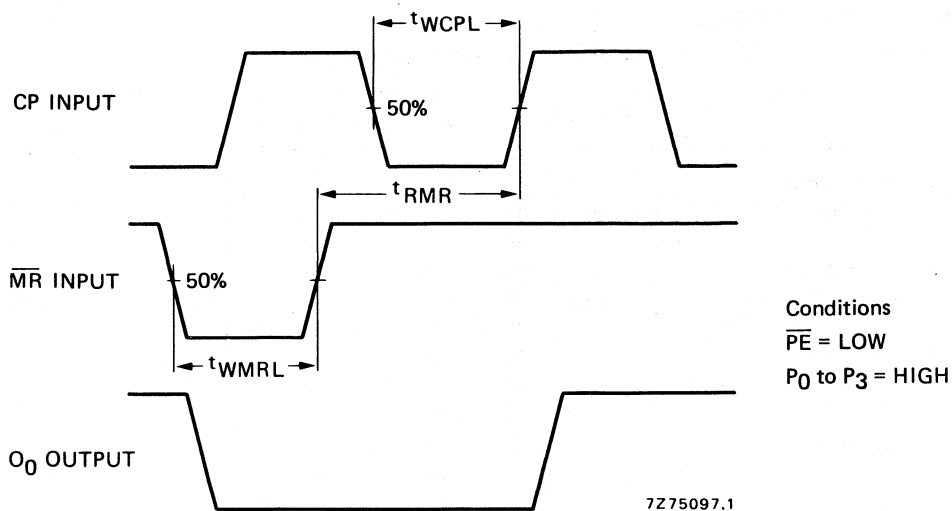 tWCPL
CP INPUT
50%
tRMR
MR INPUT
50%
Conditions
PE = LOW
P0 to P3 = HIGH
tWMRL
O0 OUTPUT
7Z75097.1